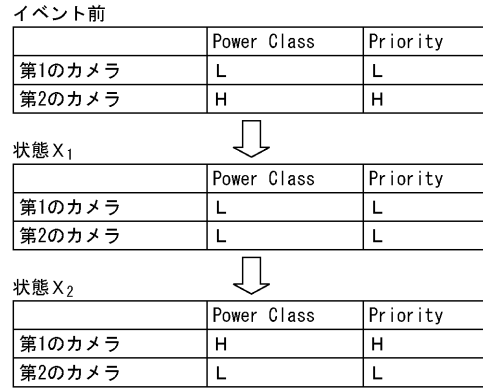 イベント前
Power Class Priority
第1のカメラ L L
第2のカメラ H H
状態X₁
Power Class Priority
第1のカメラ L L
第2のカメラ L L
状態X₂
Power Class Priority
第1のカメラ H H
第2のカメラ L L